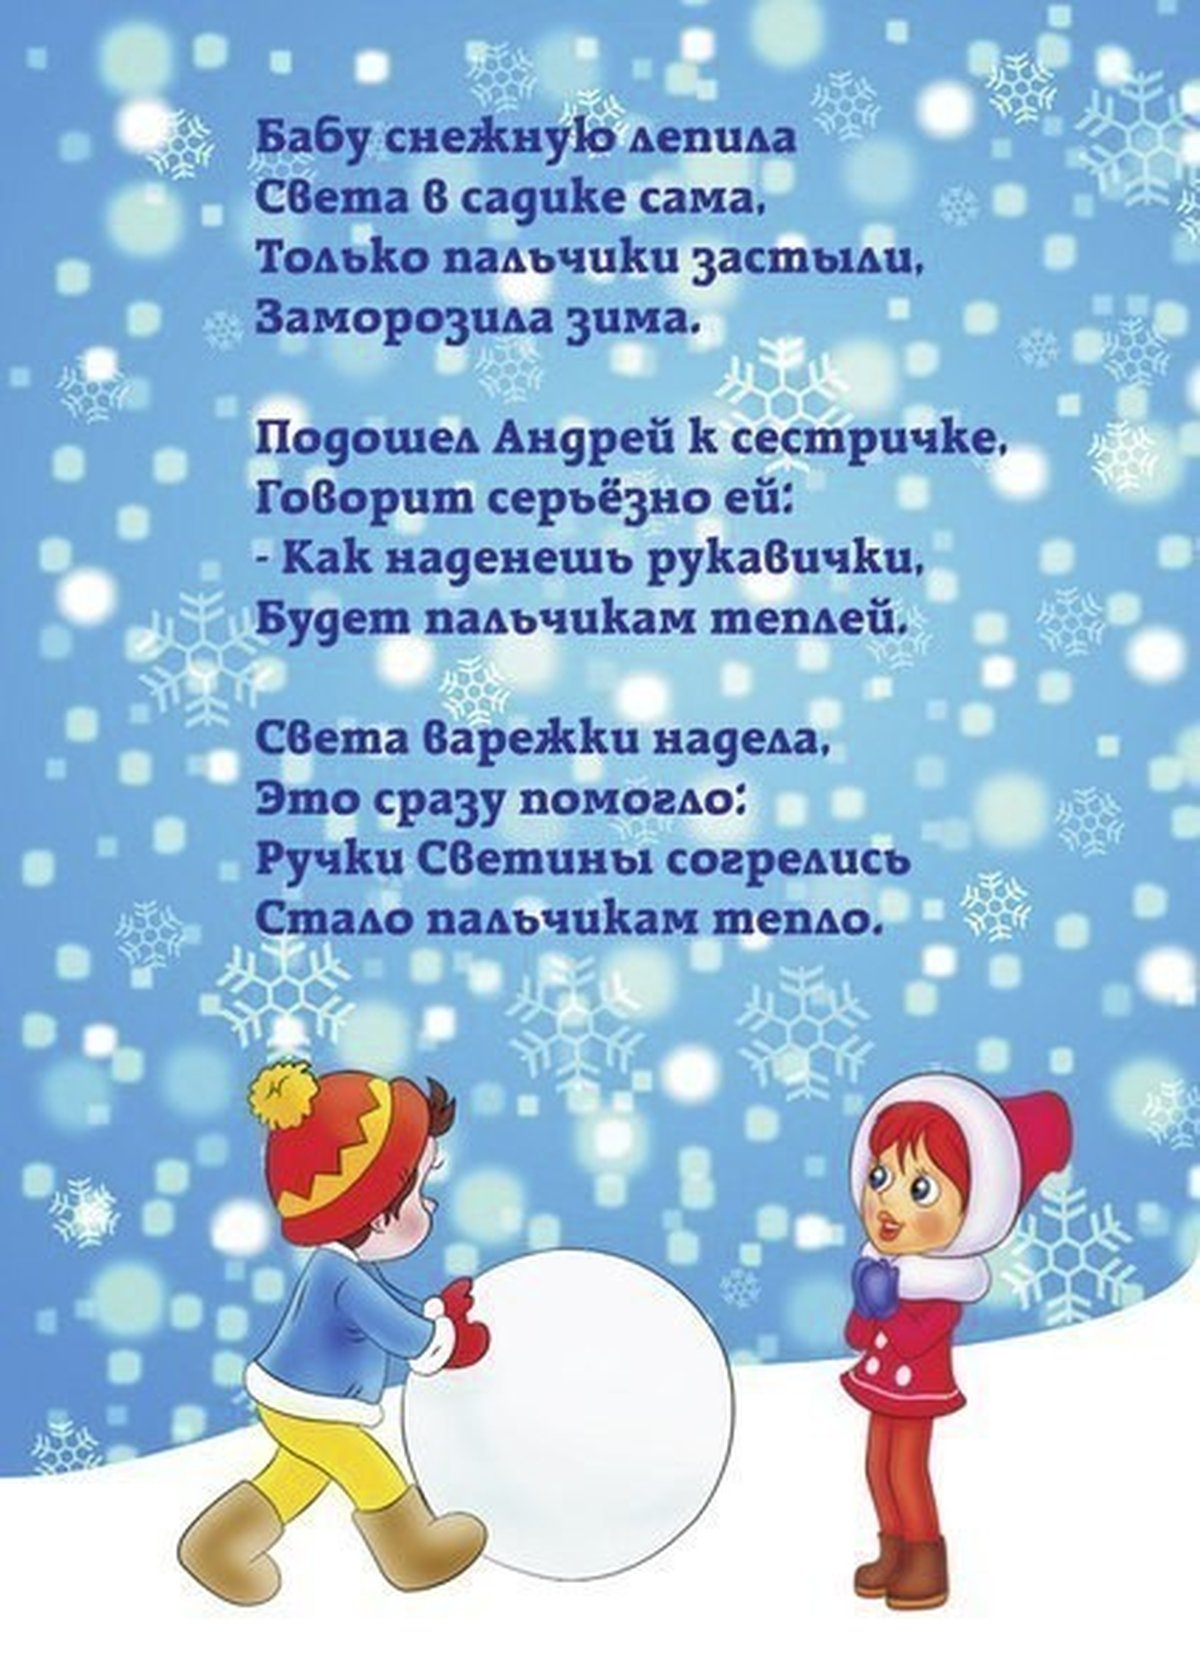 Бабу снежную лепила
Света в садике сама,
Только пальчики застыли,
Заморозила зима.
Подошел Андрей к сестричке,
Говорит серьёзно ей:
- Как наденешь рукавички,
Будет пальчикам теплей.
Света варежки надела,
Это сразу помогло:
Ручки Светины согрелись
Стало пальчикам тепло.